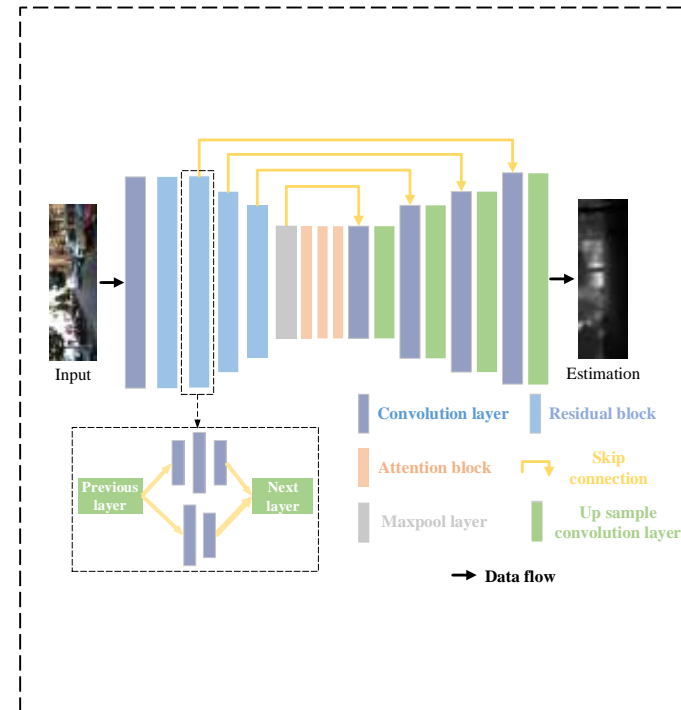 Input
Estimation
Convolution layer
Residual block
Attention block
Skip
connection
Maxpool layer
Up sample
convolution layer
Data flow
Previous
layer
Next
layer